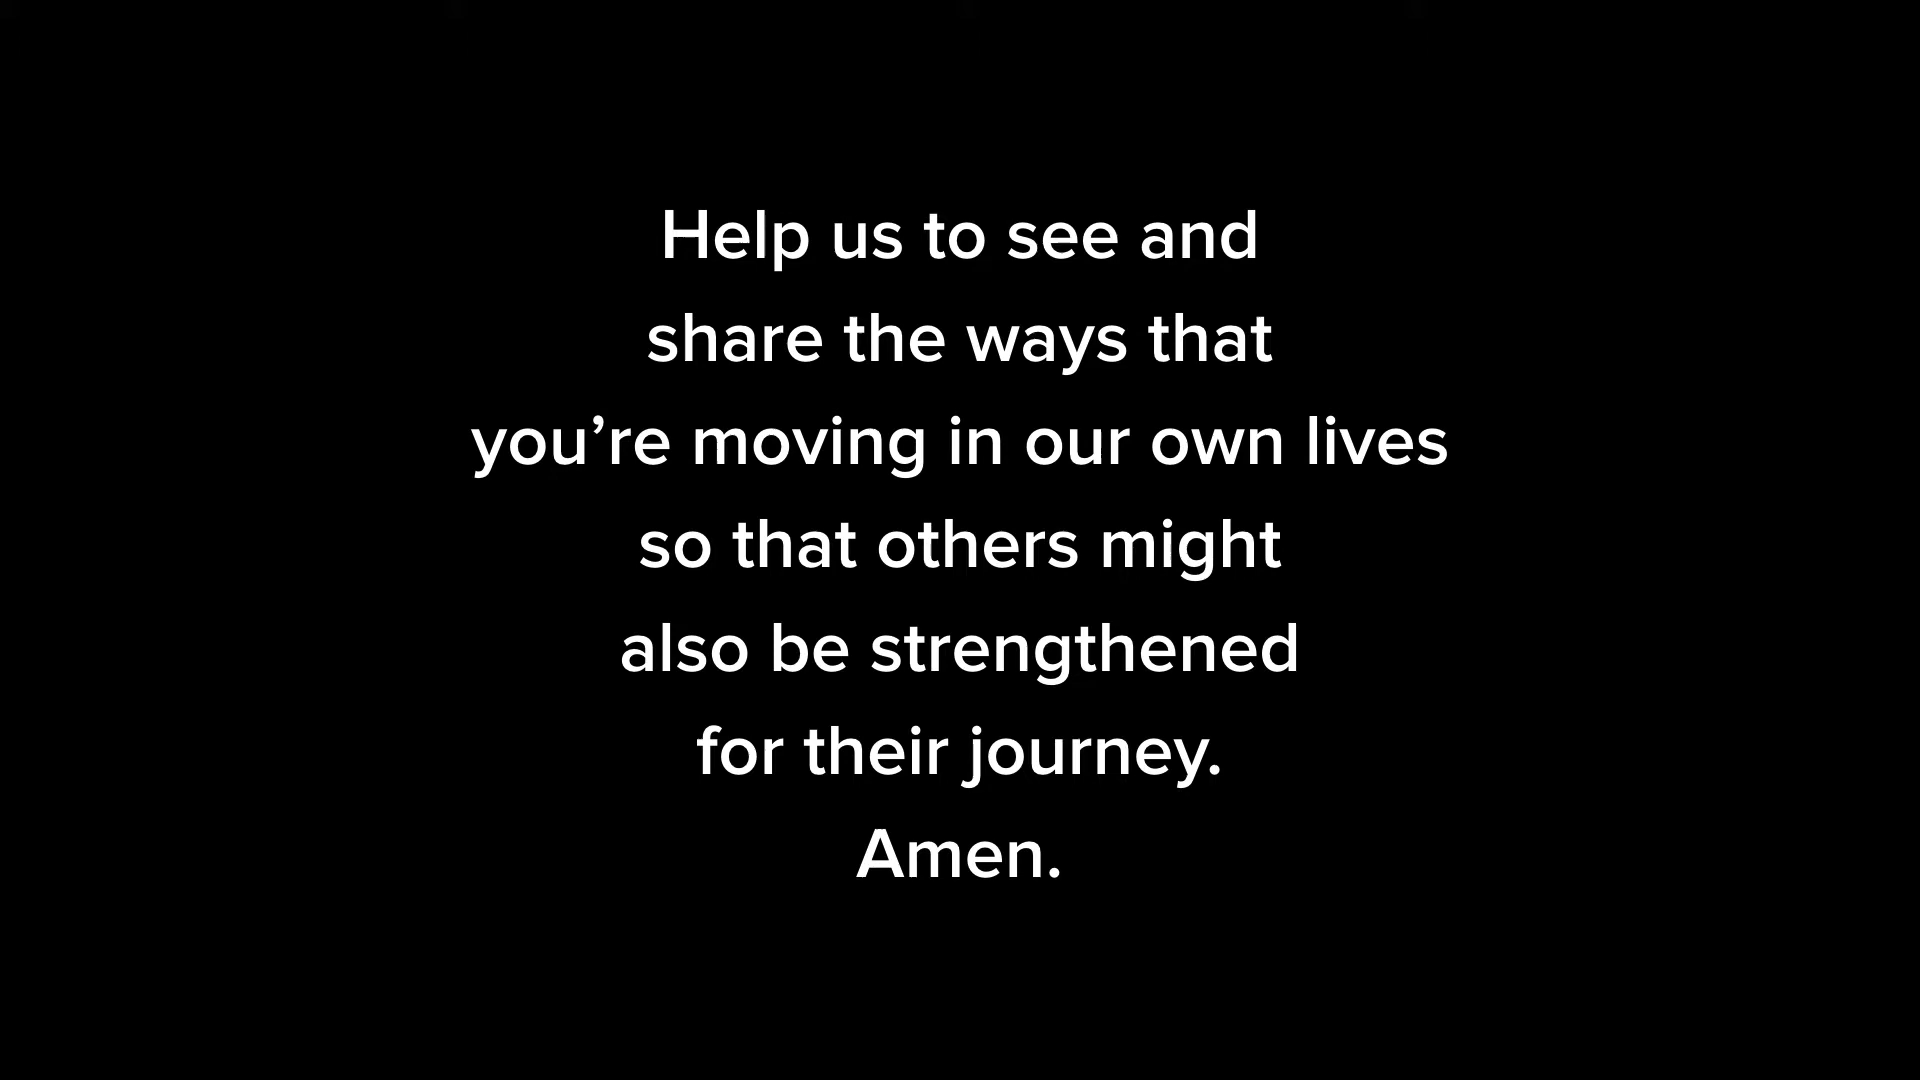 Help us to see and
share the ways that
you’re moving in our own lives
so that others might
also be strengthened
for their journey.
Amen.